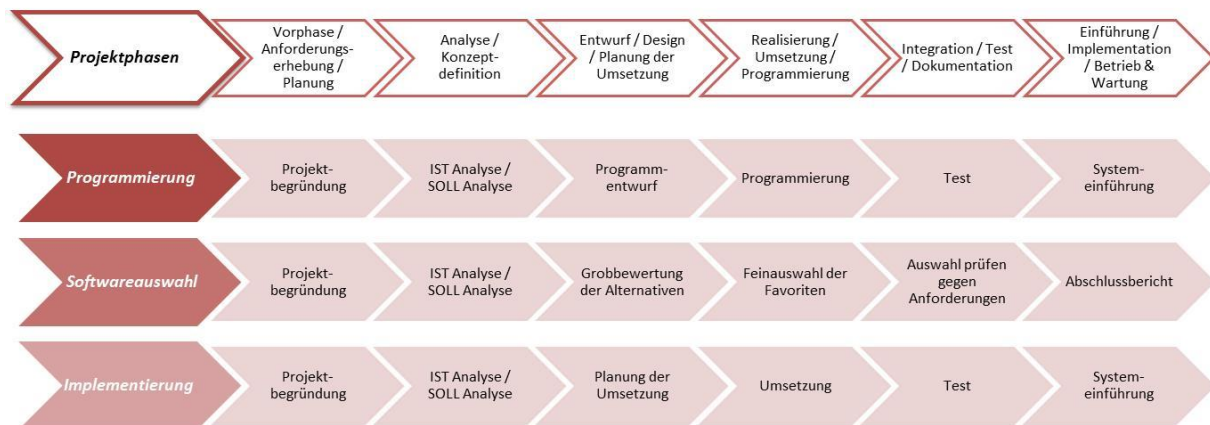 Projektphasen
Vorphase /
Anforderungs-
erhebung /
Planung
Analyse /
Konzept-
definition
Entwurf / Design
/ Planung der
Umsetzung
Realisierung /
Umsetzung /
Programmierung
Integration / Test
/ Dokumentation
Einführung /
Implementation
/ Betrieb &
Wartung
Programmierung
Projekt-
begründung
IST Analyse /
SOLL Analyse
Programm-
entwurf
Programmierung
Test
System-
einführung
Softwareauswahl
Projekt-
begründung
IST Analyse /
SOLL Analyse
Grobbewertung
der Alternativen
Feinauswahl der
Favoriten
Auswahl prüfen
gegen
Anforderungen
Abschlussbericht
Implementierung
Projekt-
begründung
IST Analyse /
SOLL Analyse
Planung der
Umsetzung
Umsetzung
Test
System-
einführung